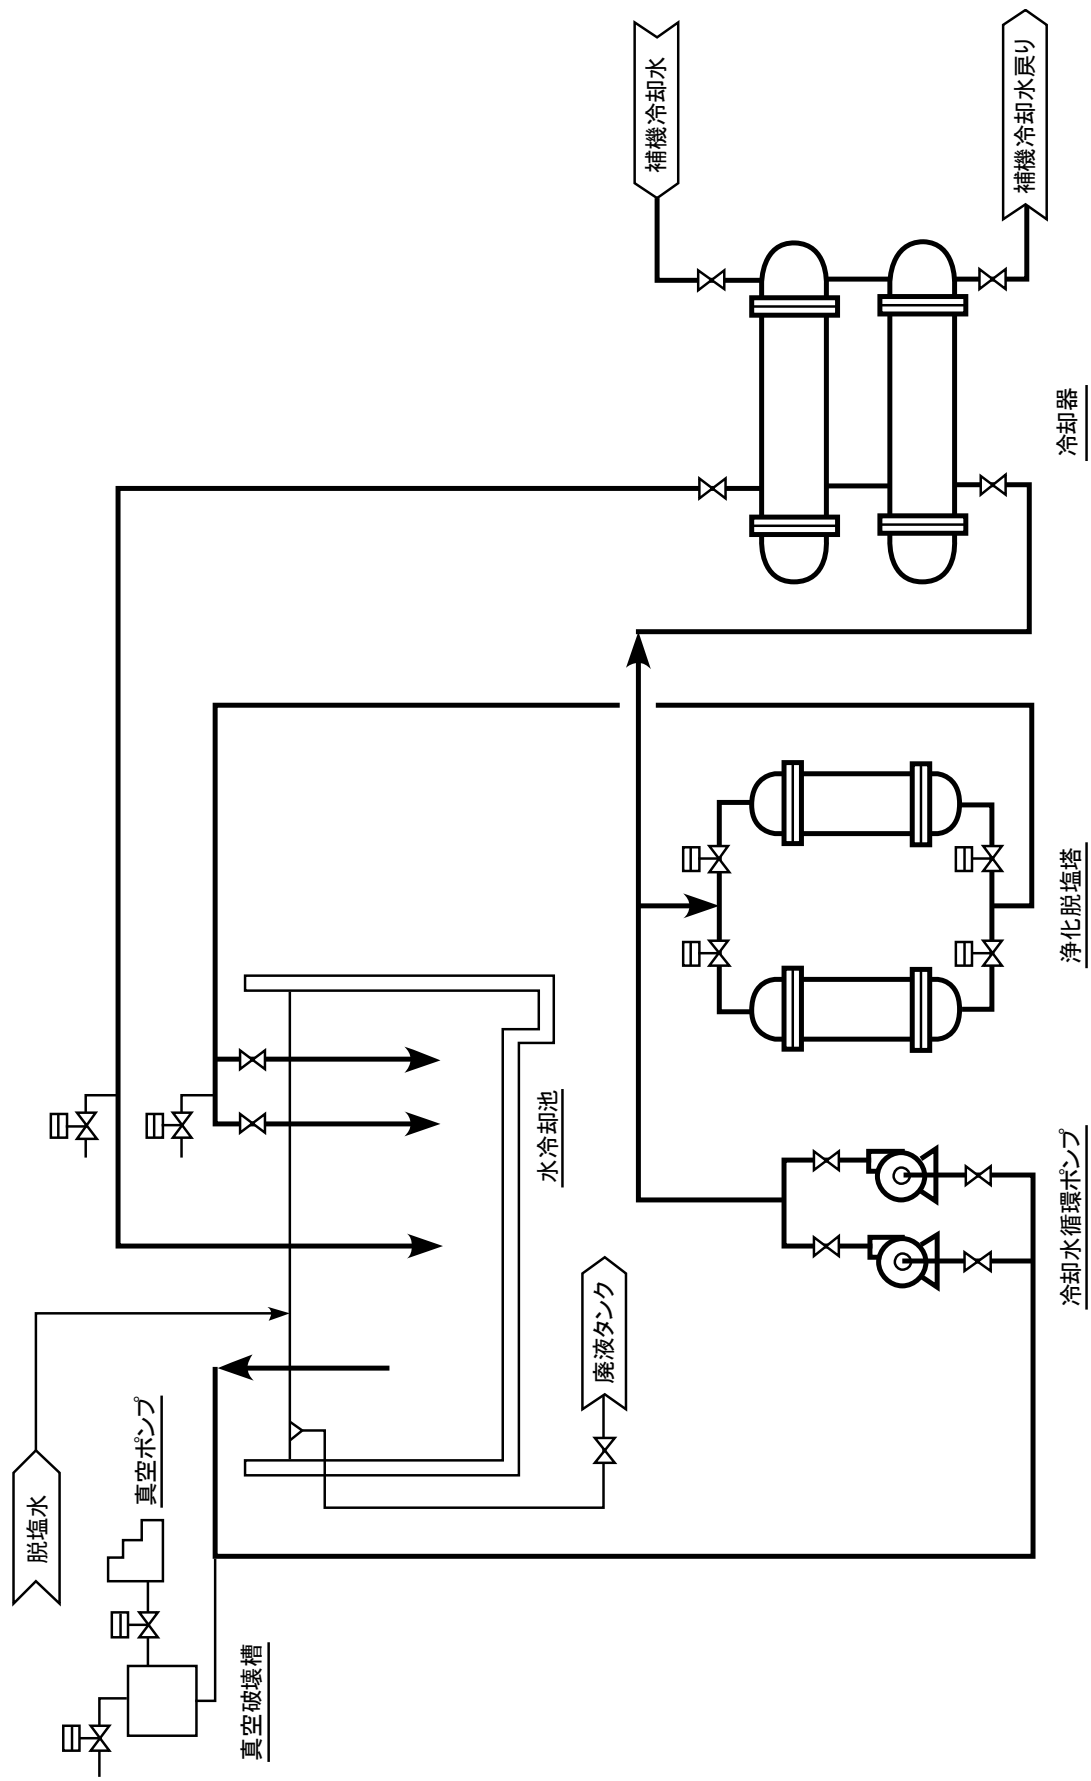 補機冷却水
補機冷却水戻り
冷却器
浄化脱塩塔
水冷却池
冷却水循環ポンプ
廃液タンク
脱塩水
真空ポンプ
真空破壊槽